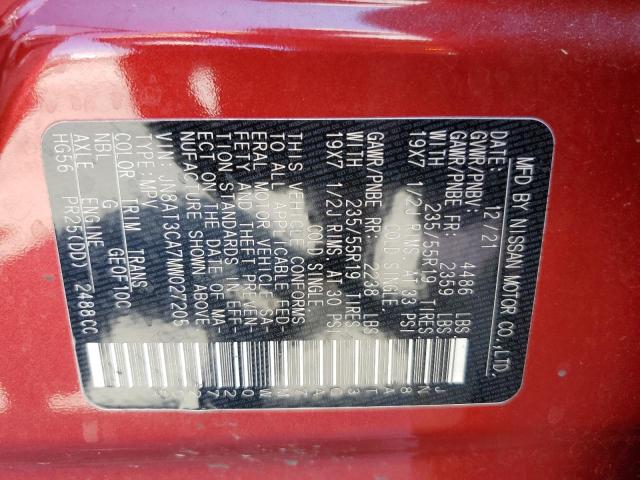 MFD BY NISSAN MOTOR CO.,LTD.
DATE: 12/21
GVWR/PNBV: 4486 LBS.
GAWR/PNBE FR: 2359 LBS.
235/55R19 TIRES,
19X7 1/2J RIMS, AT 33 PSI
COLD SINGLE
GAWR/PNBE RR: 2238 LBS.
235/55R19 TIRES,
19X7 1/2J RIMS, AT 30 PSI
COLD SINGLE
THIS VEHICLE CONFORMS
TO ALL APPLICABLE FED-
ERAL MOTOR VEHICLE SA-
FETY AND THEFT PREVEN-
TION STANDARDS IN EFF-
ECT ON THE DATE OF MA
NUFACTURE SHOWN ABOVE
VIN: JN8AT3CA7MW027205
TYPE:MPV
COLOR TRIM TRANS
NBL G GEOF100C
AXLE ENGINE
HG56 PR25(DD) 2488CC